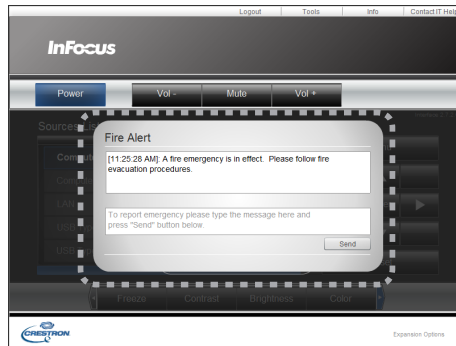 Logout Tools Info Contact IT Help
InFocus
Power Vol - Mute Vol +
Sources List
Fire Alert
[11:25:28 AM]: A fire emergency is in effect. Please follow fire
evacuation procedures.
To report emergency please type the message here and
press "Send" button below.
Send
Freeze Contrast Brightness Color
CRESTRON
Expansion Options